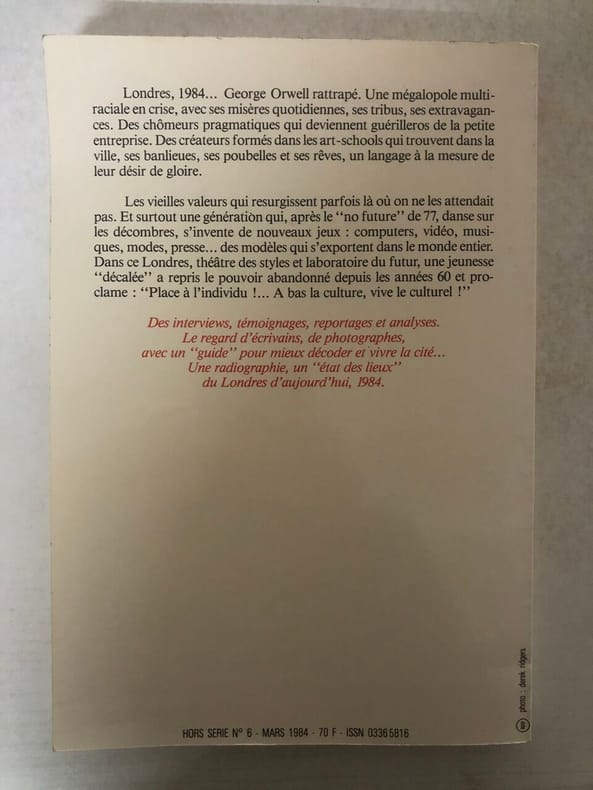 Londres, 1984... George Orwell rattrapé. Une mégalopole multi-
raciale en crise, avec ses misères quotidiennes, ses tribus, ses extravagan-
ces. Des chômeurs pragmatiques qui deviennent guérilleros de la petite
entreprise. Des créateurs formés dans les art-schools qui trouvent dans la
ville, ses banlieues, ses poubelles et ses rêves, un langage à la mesure de
leur désir de gloire.
Les vieilles valeurs qui resurgissent parfois là où on ne les attendait
pas. Et surtout une génération qui, après le "no future" de 77, danse sur
les décombres, s'invente de nouveaux jeux : computers, vidéo, musi-
ques, modes, presse... des modèles qui s'exportent dans le monde entier.
Dans ce Londres, théâtre des styles et laboratoire du futur, une jeunesse
"décalée" a repris le pouvoir abandonné depuis les années 60 et pro-
clame : "Place à l'individu !... A bas la culture, vive le culturel !"
Des interviews, témoignages, reportages et analyses.
Le regard d'écrivains, de photographes,
avec un "guide" pour mieux décoder et vivre la cité...
Une radiographie, un "état des lieux"
du Londres d'aujourd'hui, 1984.
photo : derek ridgers
HORS SERIE N° 6 - MARS 1984 - 70 F - ISSN 0336 5816